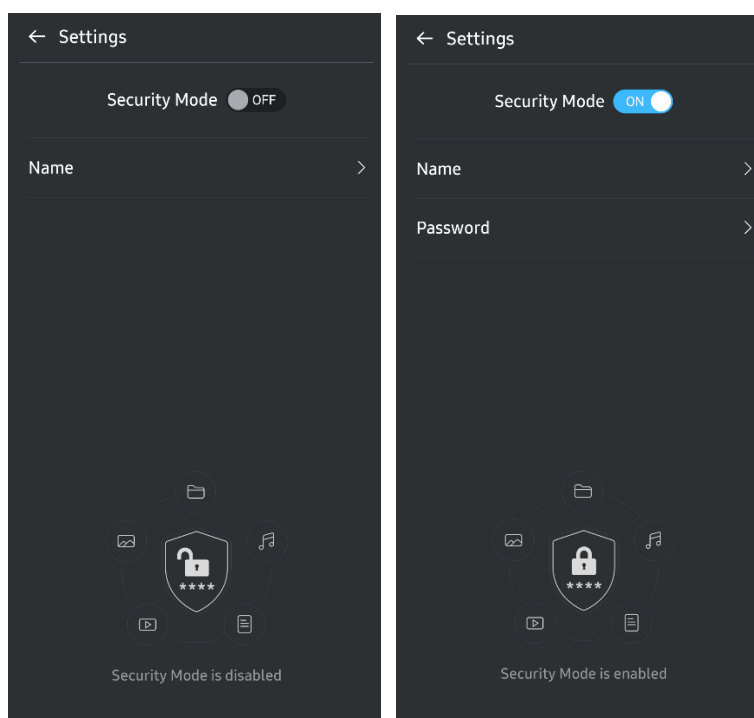 ← Settings
Security Mode OFF
Name >
****
Security Mode is disabled
← Settings
Security Mode ON
Name >
Password >
****
Security Mode is enabled